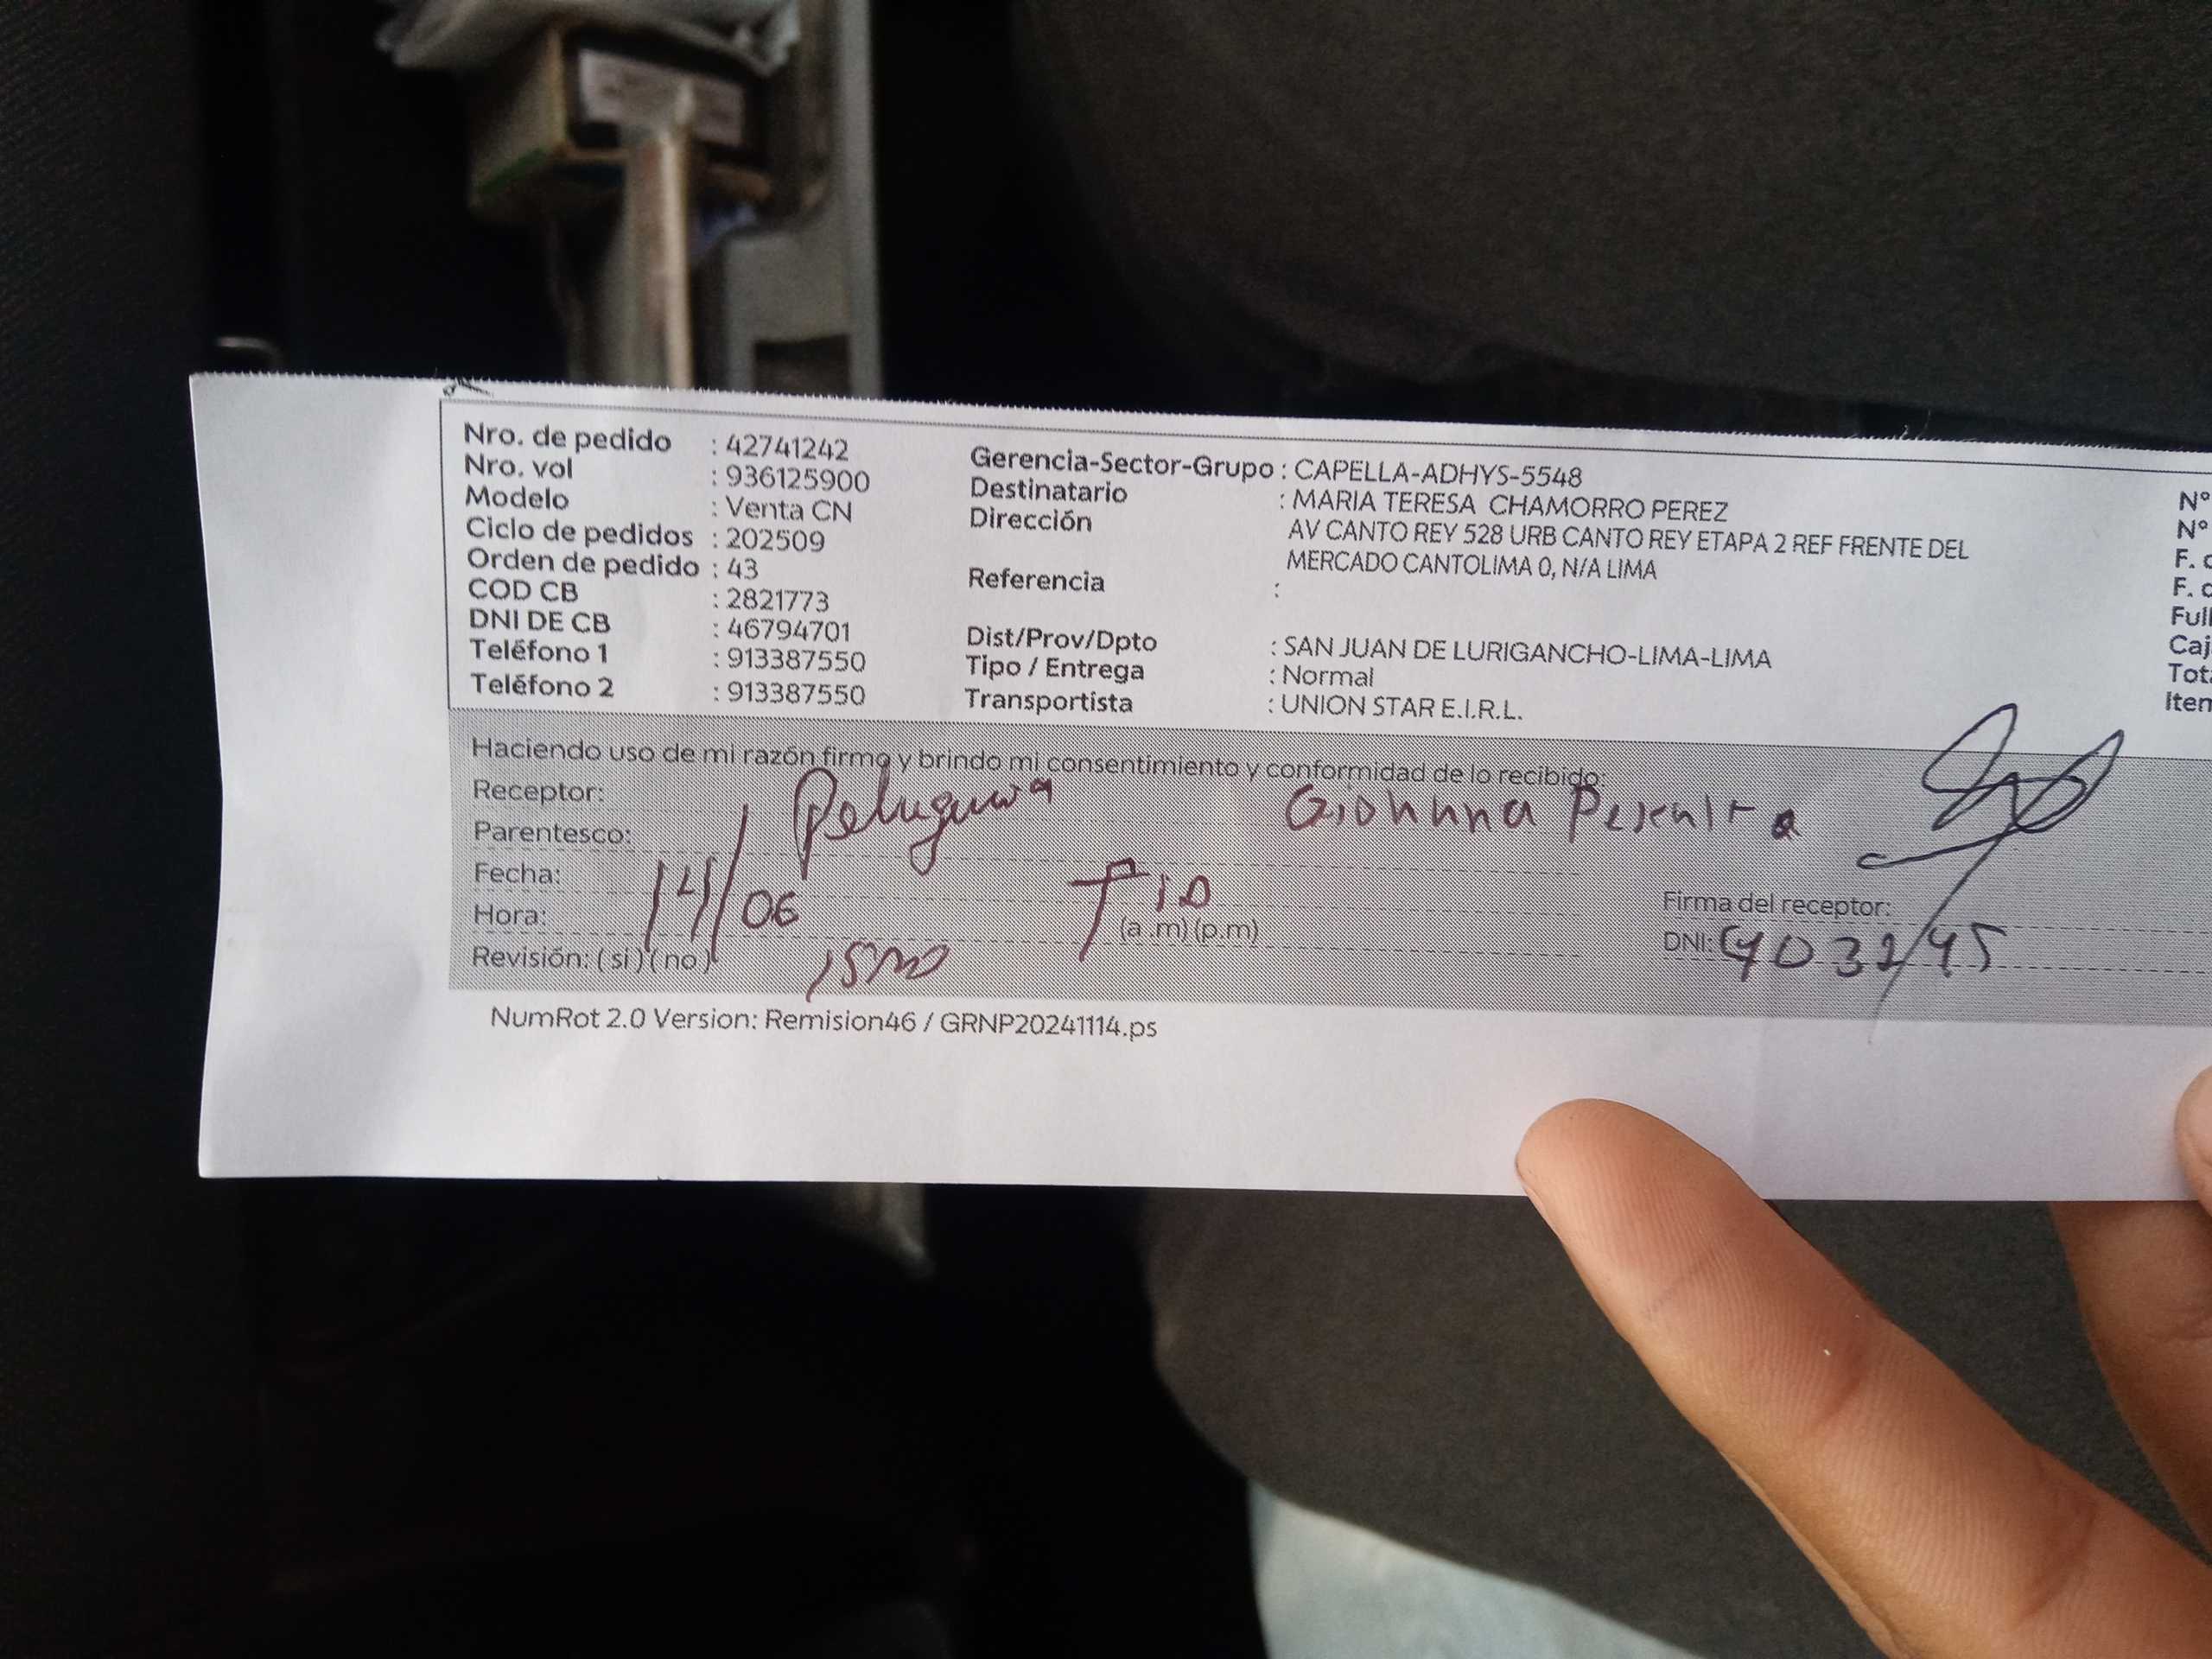 Nro. de pedido : 42741242
Nro. vol : 936125900
Modelo : Venta CN
Ciclo de pedidos : 202509
Orden de pedido : 43
COD CB : 2821773
DNI DE CB : 46794701
Teléfono 1 : 913387550
Teléfono 2 : 913387550
Gerencia-Sector-Grupo : CAPELLA-ADHYS-5548
Destinatario : MARIA TERESA CHAMORRO PEREZ
Dirección AV CANTO REY 528 URB CANTO REY ETAPA 2 REF FRENTE DEL
MERCADO CANTOLIMA 0, N/A LIMA
Referencia :
Dist/Prov/Dpto : SAN JUAN DE LURIGANCHO-LIMA-LIMA
Tipo / Entrega : Normal
Transportista : UNION STAR E.I.R.L.
N°
N°
F.
F.
Haciendo uso de mi razón firmo y brindo mi consentimiento y conformidad de lo recibido:
Receptor:
Parentesco:
Fecha: 14/06
Hora: (a .m) (p.m)
Revisión: ( si ) ( no )
Firma del receptor:
DNI:
NumRot 2.0 Version: Remision46 / GRNP20241114.ps